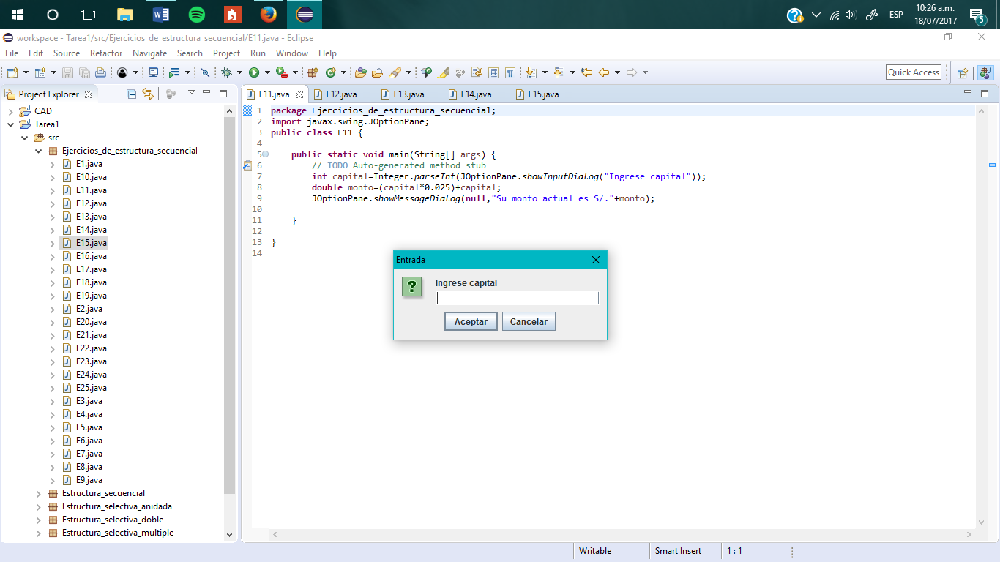 ESP
10:26 a.m.
18/07/2017
5
workspace - Tarea1/src/Ejercicios_de_estructura_secuencial/E11.java - Eclipse
File Edit Source Refactor Navigate Search Project Run Window Help
Quick Access
Project Explorer
CAD
Tarea1
src
Ejercicios_de_estructura_secuencial
E1.java
E10.java
E11.java
E12.java
E13.java
E14.java
E15.java
E16.java
E17.java
E18.java
E19.java
E2.java
E20.java
E21.java
E22.java
E23.java
E24.java
E25.java
E3.java
E4.java
E5.java
E6.java
E7.java
E8.java
E9.java
Estructura_secuencial
Estructura_selectiva_anidada
Estructura_selectiva_doble
Estructura_selectiva_multiple
E11.java E12.java E13.java E14.java E15.java
1 package Ejercicios_de_estructura_secuencial;
2 import javax.swing.JOptionPane;
3 public class E11 {
4
5 public static void main(String[] args) {
6 // TODO Auto-generated method stub
7 int capital=Integer.parseInt(JOptionPane.showInputDialog("Ingrese capital"));
8 double monto=(capital*0.025)+capital;
9 JOptionPane.showMessageDialog(null,"Su monto actual es S/."+monto);
10
11 }
12
13 }
14
Entrada
Ingrese capital
Aceptar Cancelar
Writable Smart Insert 1 : 1